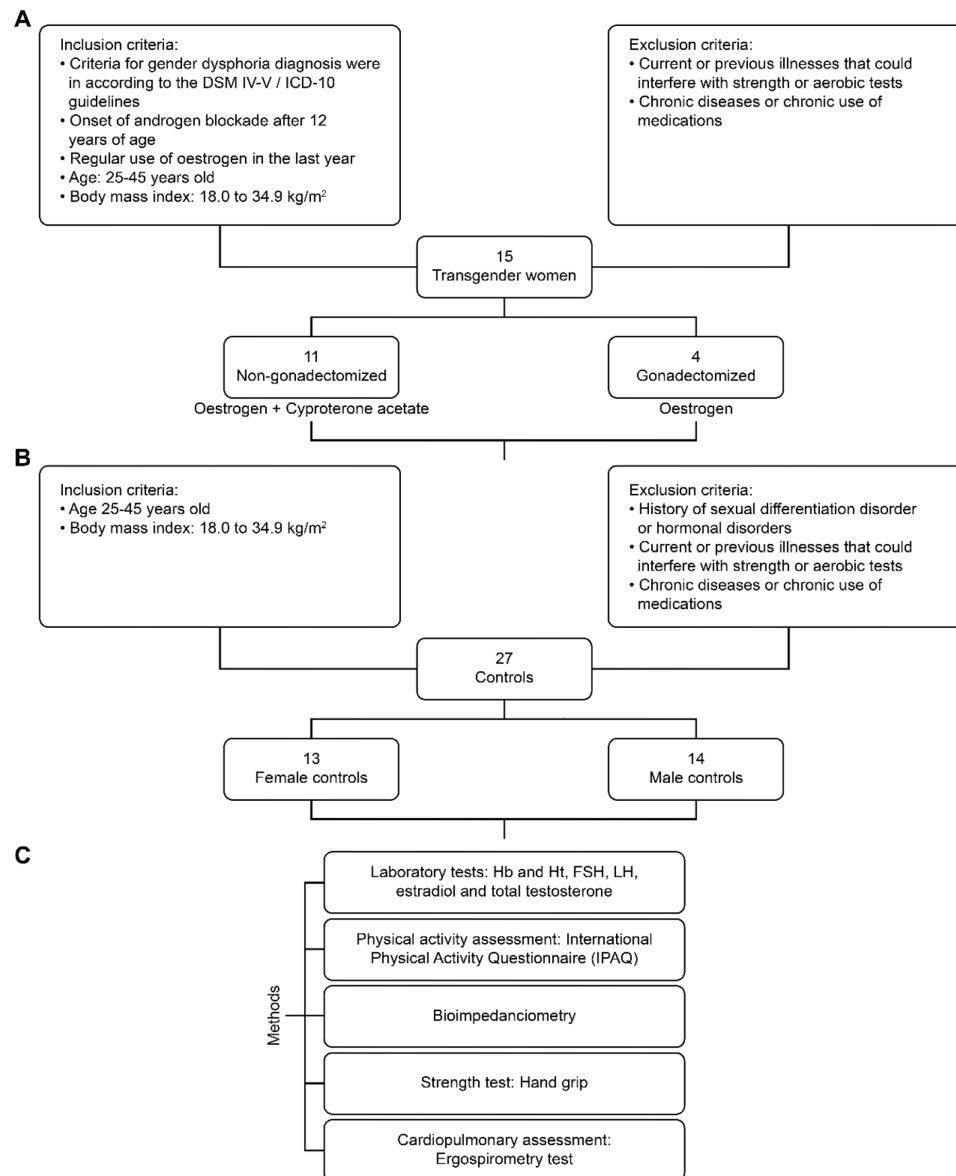 A
Inclusion criteria:
• Criteria for gender dysphoria diagnosis were
in according to the DSM IV-V / ICD-10
guidelines
• Onset of androgen blockade after 12
years of age
• Regular use of oestrogen in the last year
• Age: 25-45 years old
• Body mass index: 18.0 to 34.9 kg/m²
Exclusion criteria:
• Current or previous illnesses that could
interfere with strength or aerobic tests
• Chronic diseases or chronic use of
medications
15
Transgender women
11
Non-gonadectomized
Oestrogen + Cyproterone acetate
4
Gonadectomized
Oestrogen
B
Inclusion criteria:
• Age 25-45 years old
• Body mass index: 18.0 to 34.9 kg/m²
Exclusion criteria:
• History of sexual differentiation disorder
or hormonal disorders
• Current or previous illnesses that could
interfere with strength or aerobic tests
• Chronic diseases or chronic use of
medications
27
Controls
13
Female controls
14
Male controls
C
Methods
Laboratory tests: Hb and Ht, FSH, LH,
estradiol and total testosterone
Physical activity assessment: International
Physical Activity Questionnaire (IPAQ)
Bioimpedanciometry
Strength test: Hand grip
Cardiopulmonary assessment:
Ergospirometry test